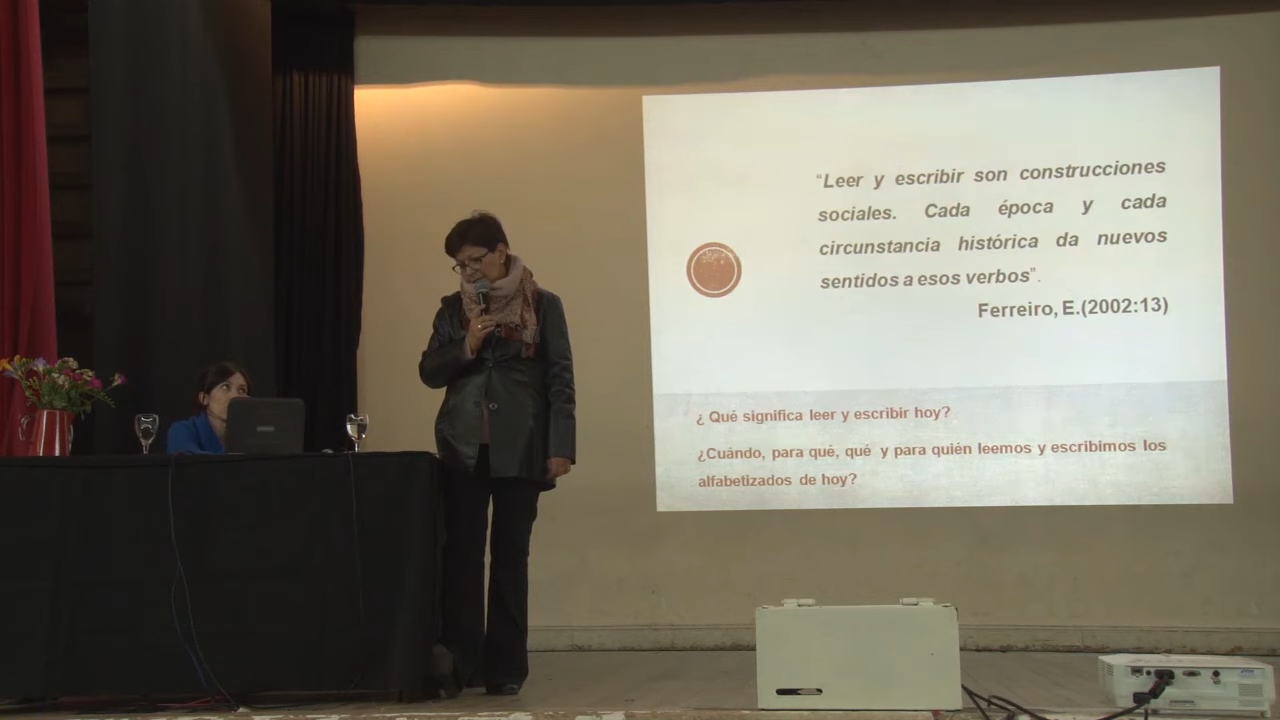 “Leer y escribir son construcciones
sociales. Cada época y cada
circunstancia histórica da nuevos
sentidos a esos verbos”.
Ferreiro, E.(2002:13)
¿ Qué significa leer y escribir hoy?
¿Cuándo, para qué, qué y para quién leemos y escribimos los
alfabetizados de hoy?